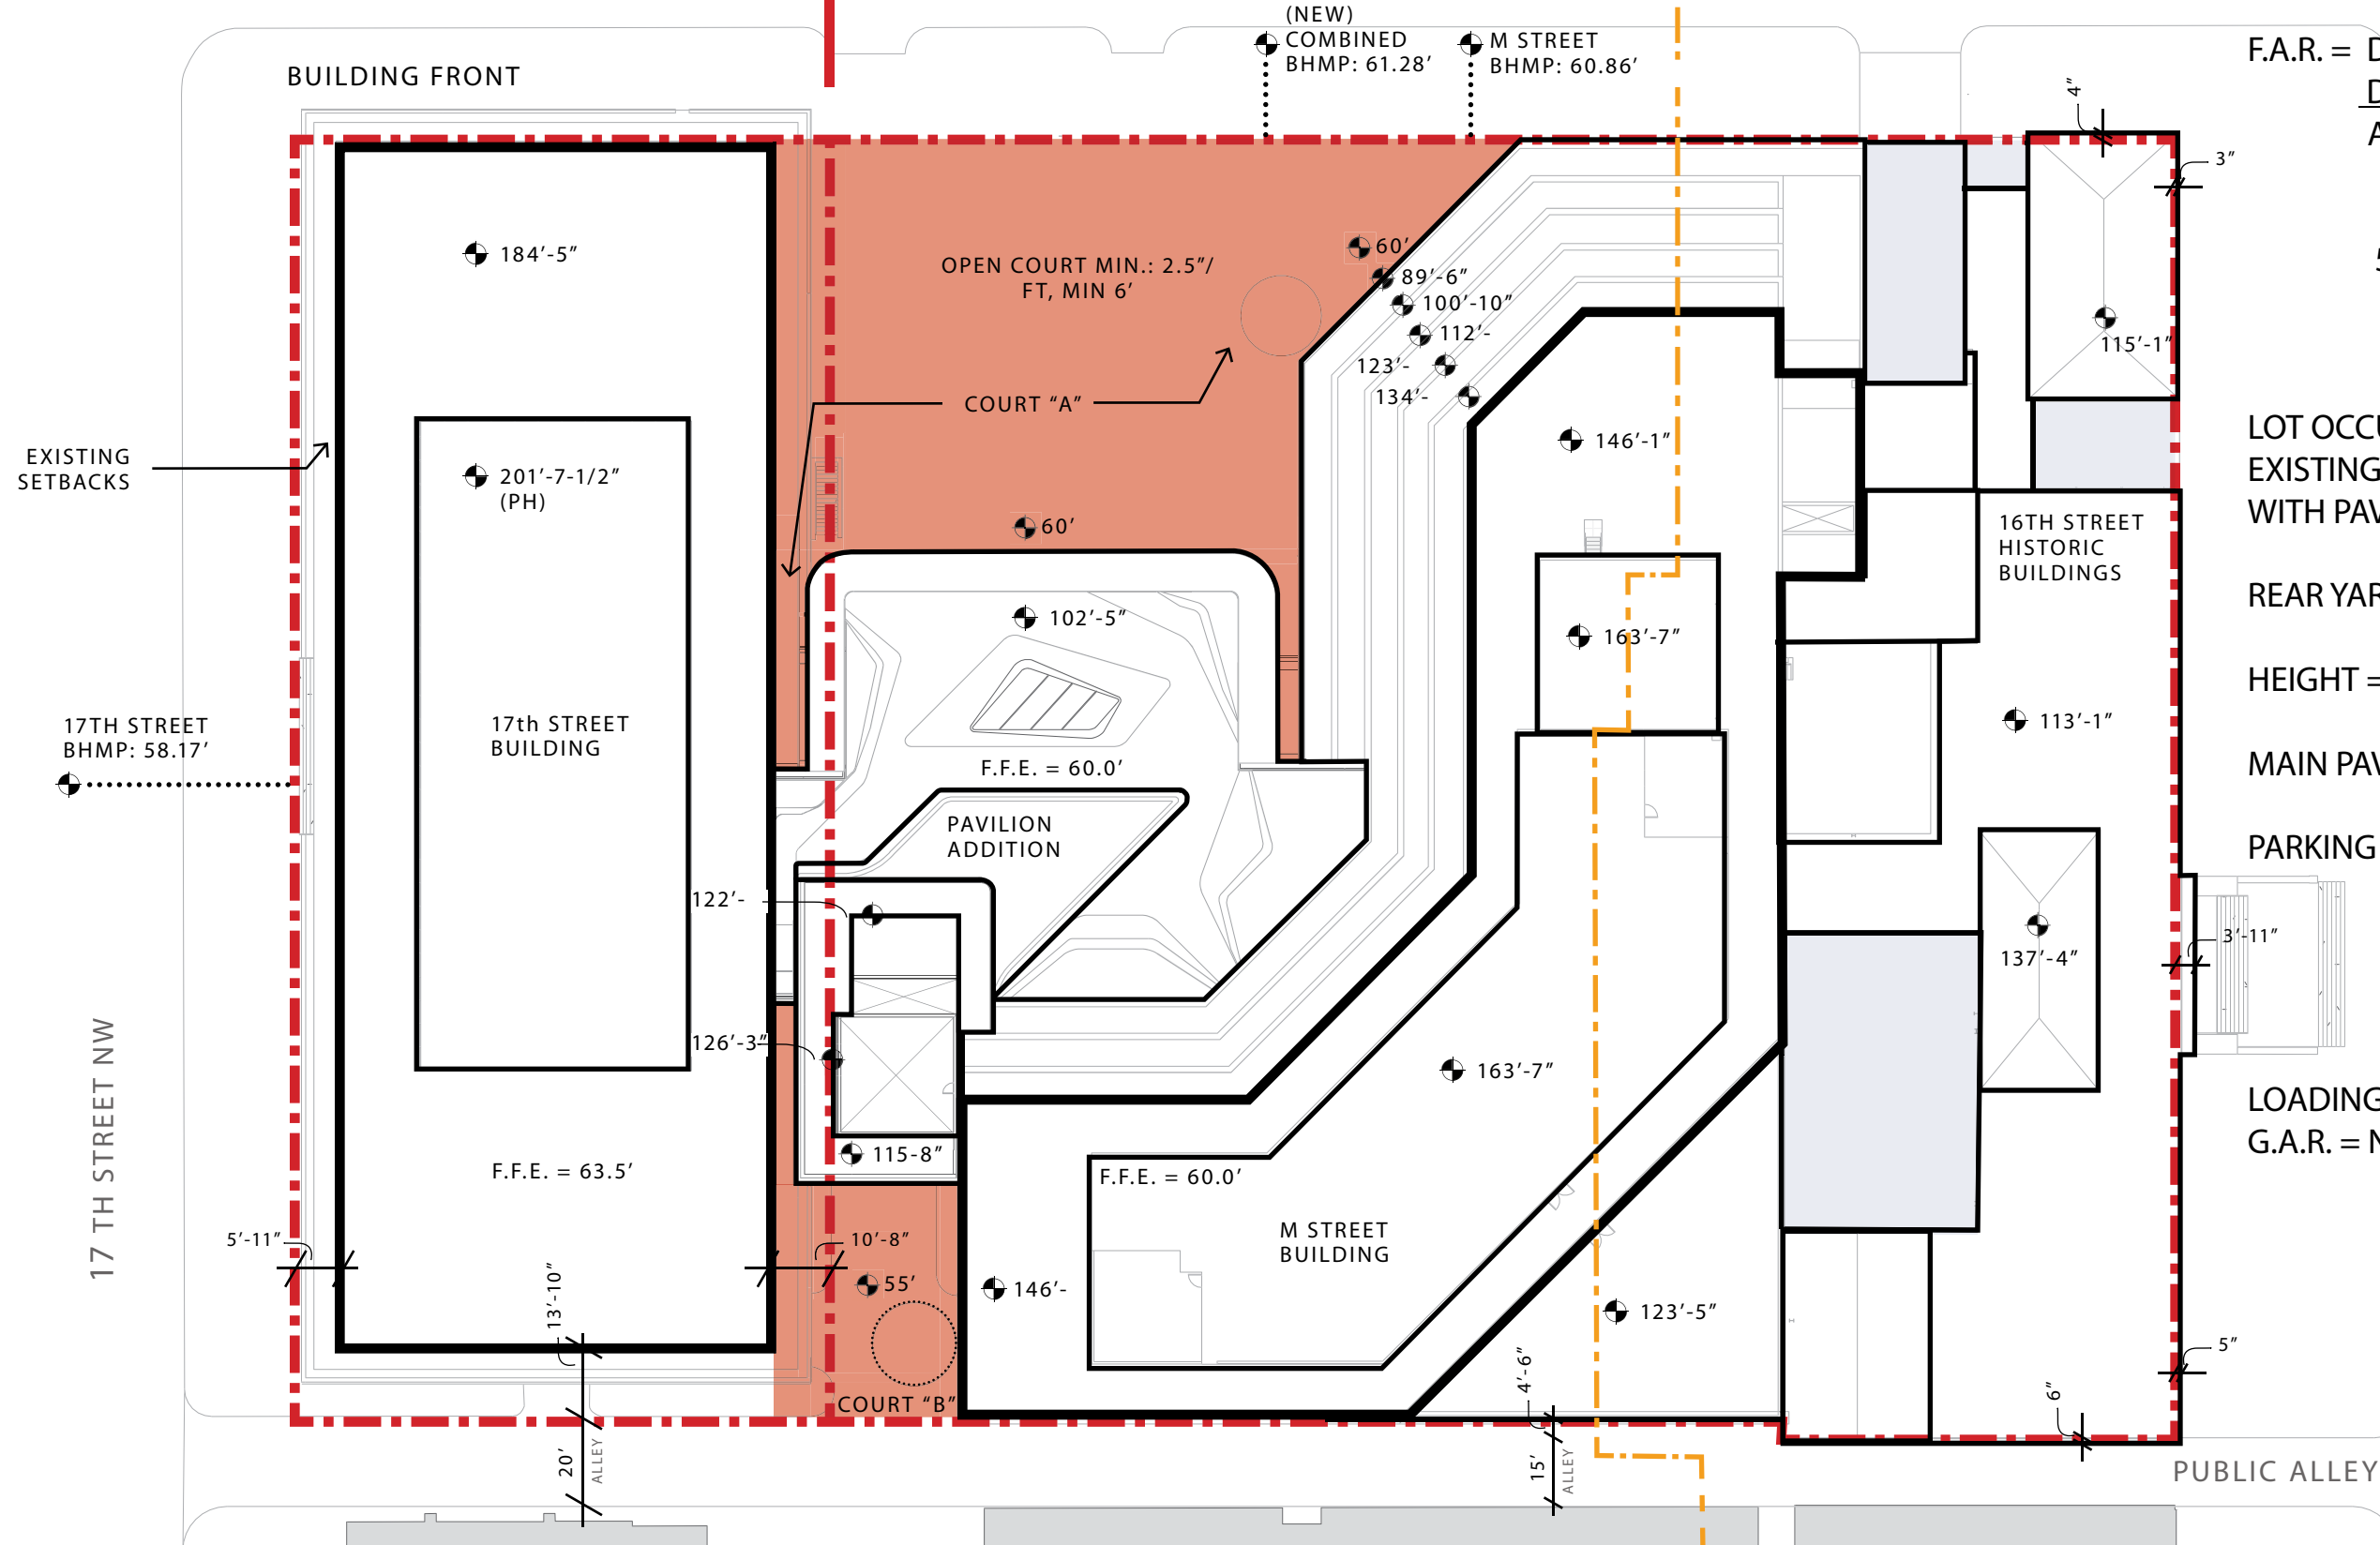 (NEW)
COMBINED
BHMP: 61.28'
M STREET
BHMP: 60.86'
BUILDING FRONT
4"
3"
184'-5"
OPEN COURT MIN.: 2.5"/
FT, MIN 6'
60'
89'-6"
100'-10"
112'-
123'-
134'-
115'-1"
COURT "A"
EXISTING
SETBACKS
201'-7-1/2"
(PH)
146'-1"
60'
16TH STREET
HISTORIC
BUILDINGS
102'-5"
163'-7"
17TH STREET
BHMP: 58.17'
17th STREET
BUILDING
113'-1"
F.F.E. = 60.0'
PAVILION
ADDITION
122'-
3'-11"
137'-4"
126'-3"
163'-7"
115-8"
F.F.E. = 63.5'
F.F.E. = 60.0'
M STREET
BUILDING
17 TH STREET NW
5'-11"
10'-8"
13'-10"
55'
146'-
123'-5"
4'-6"
5"
6"
COURT "B"
20'
ALLEY
15'
ALLEY
PUBLIC ALLEY
F.A.R. = D
D
A
5
LOT OCCU
EXISTING
WITH PAV
REAR YAR
HEIGHT =
MAIN PAV
PARKING
LOADING
G.A.R. = N